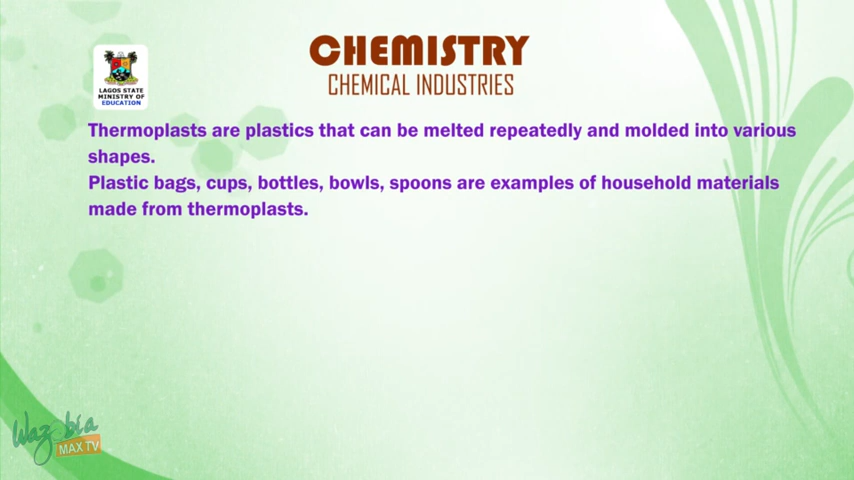 CHEMISTRY
CHEMICAL INDUSTRIES
LAGOS STATE
MINISTRY OF
EDUCATION
Thermoplasts are plastics that can be melted repeatedly and molded into various
shapes.
Plastic bags, cups, bottles, bowls, spoons are examples of household materials
made from thermoplasts.
Wazobia
MAX TV